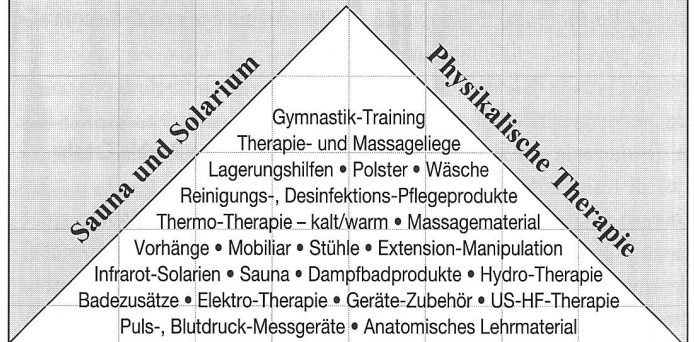 Sauna und Solarium
Physikalische Therapie
Gymnastik-Training
Therapie- und Massageliege
Lagerungshilfen • Polster • Wäsche
Reinigungs-, Desinfektions-Pflegeprodukte
Thermo-Therapie – kalt/warm • Massagematerial
Vorhänge • Mobiliar • Stühle • Extension-Manipulation
Infrarot-Solarien • Sauna • Dampfbadprodukte • Hydro-Therapie
Badezusätze • Elektro-Therapie • Geräte-Zubehör • US-HF-Therapie
Puls-, Blutdruck-Messgeräte • Anatomisches Lehrmaterial